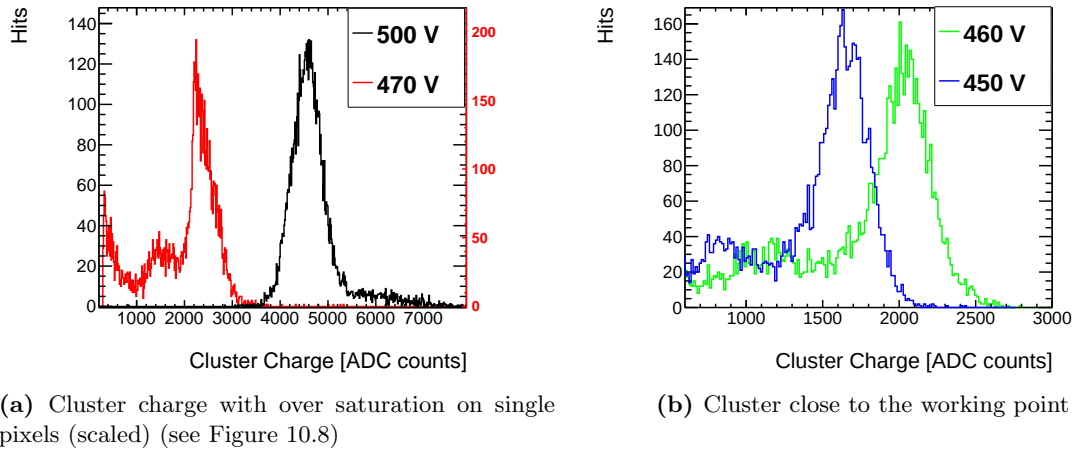 Hits
140
120
100
80
60
40
20
0
500 V
470 V
200
150
100
50
0
1000 2000 3000 4000 5000 6000 7000
Cluster Charge [ADC counts]
(a) Cluster charge with over saturation on single
pixels (scaled) (see Figure 10.8)
Hits
160
140
120
100
80
60
40
20
0
460 V
450 V
1000 1500 2000 2500 3000
Cluster Charge [ADC counts]
(b) Cluster close to the working point